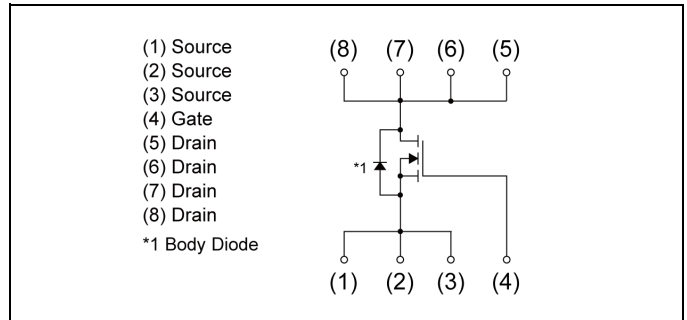 (1) Source
(2) Source
(3) Source
(4) Gate
(5) Drain
(6) Drain
(7) Drain
(8) Drain
*1 Body Diode
(8) (7) (6) (5)
*1
(1) (2) (3) (4)